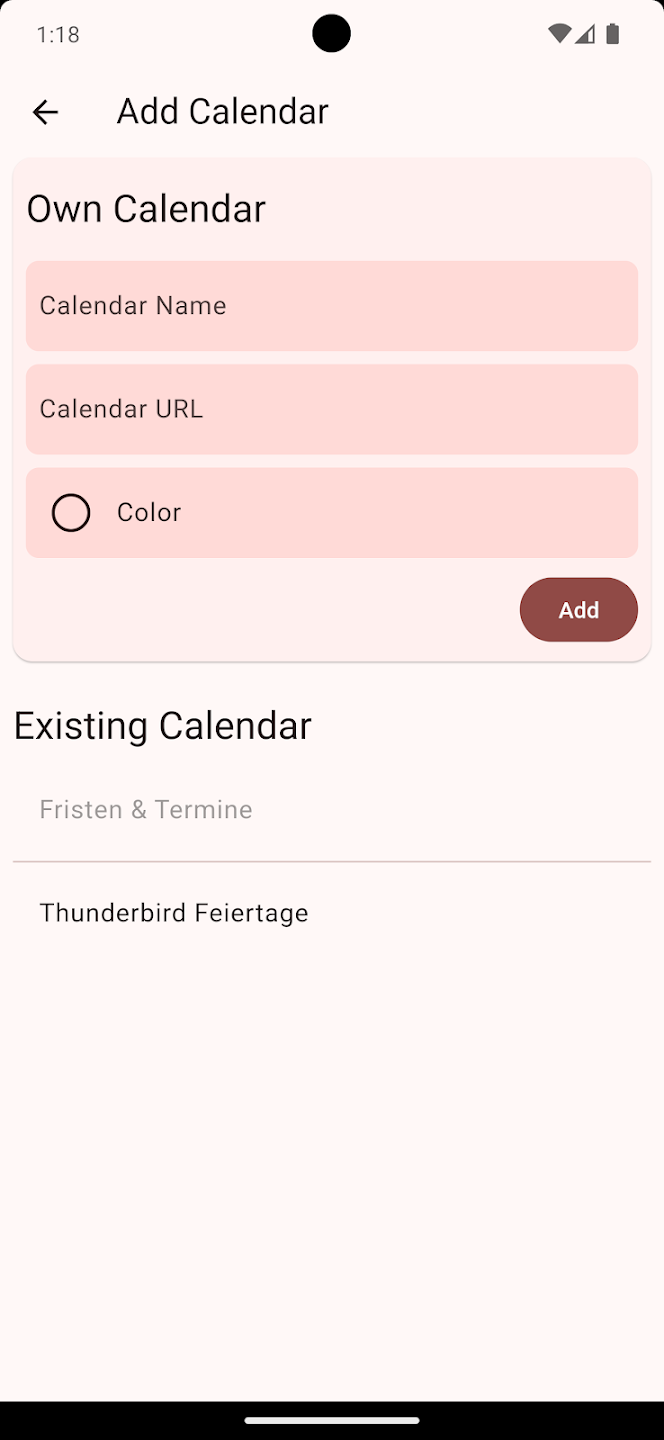 1:18
Add Calendar
Own Calendar
Calendar Name
Calendar URL
Color
Add
Existing Calendar
Fristen & Termine
Thunderbird Feiertage